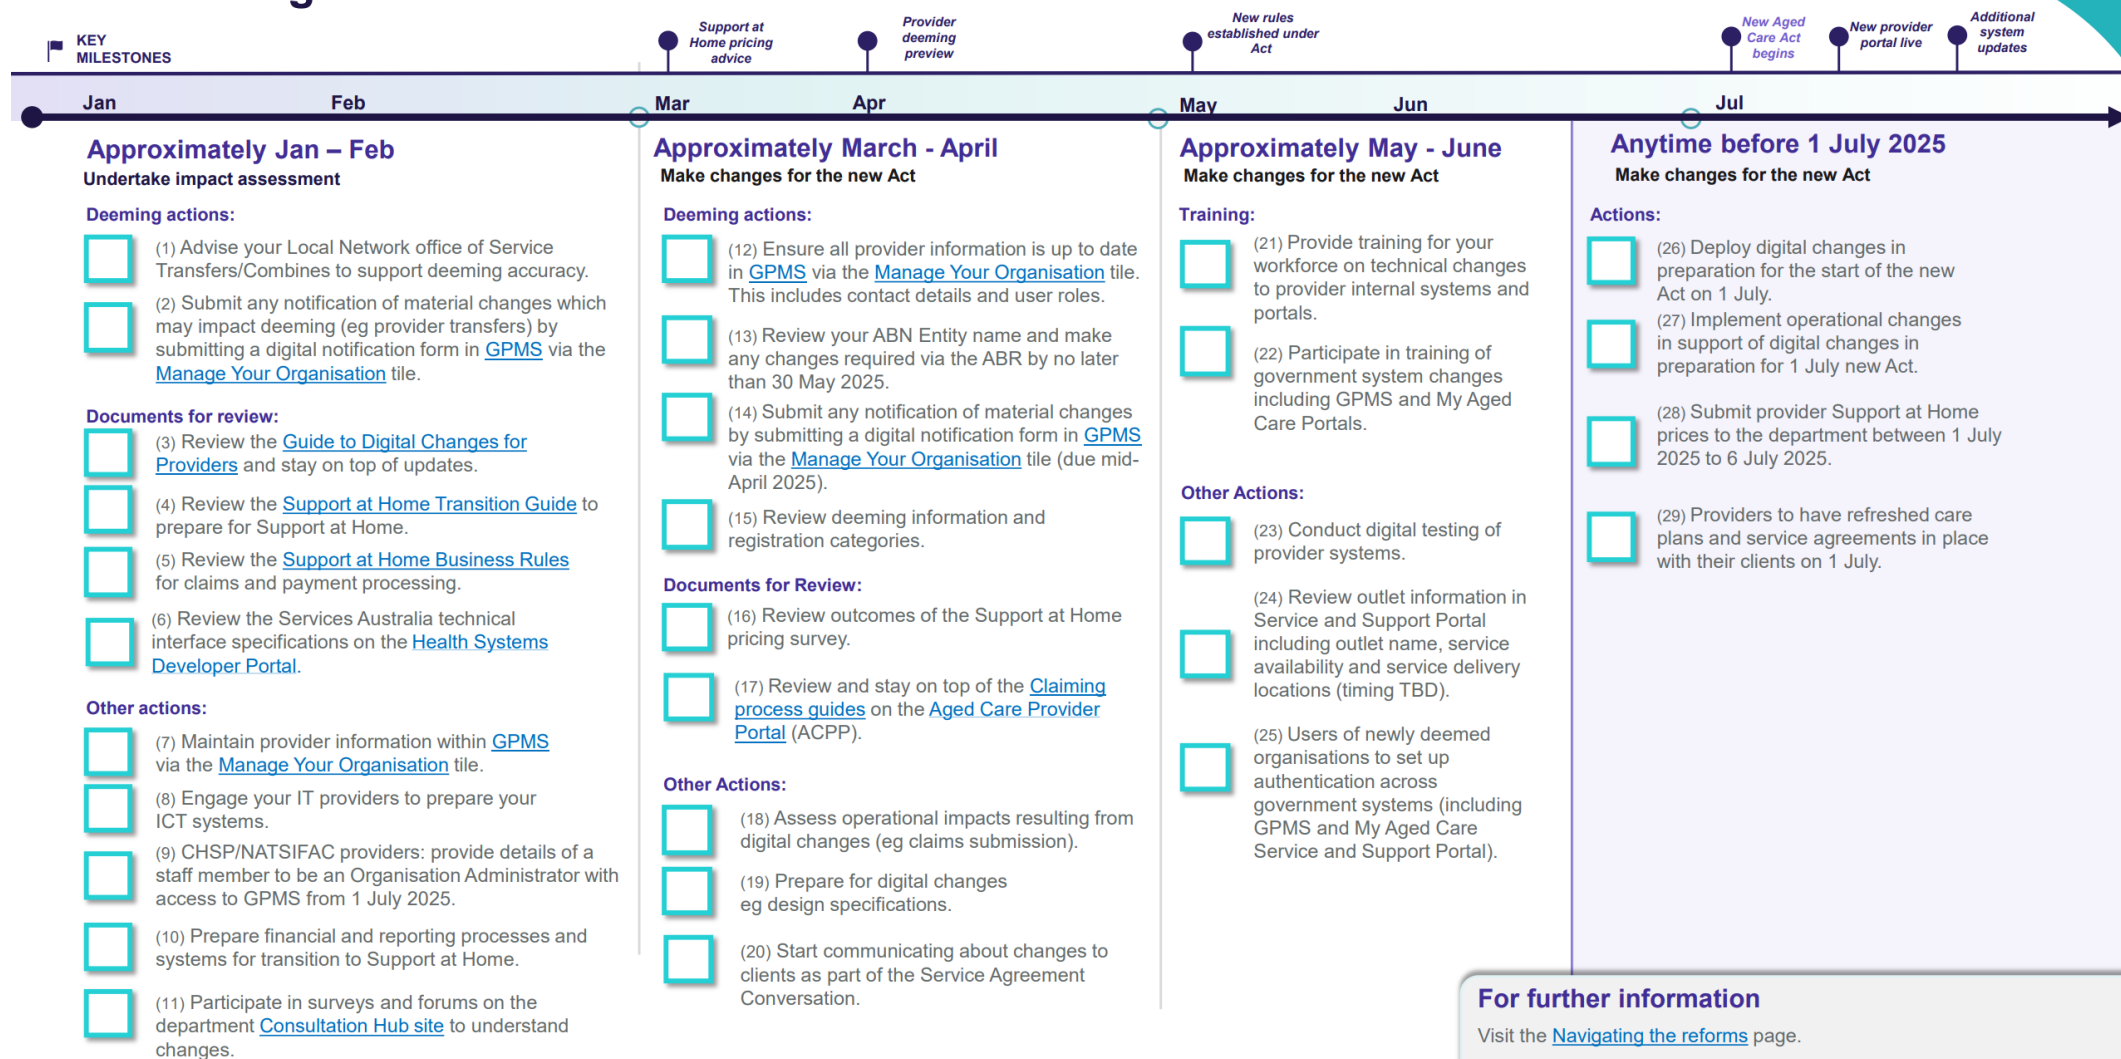 KEY
MILESTONES
Support at
Home pricing
advice
Provider
deeming
preview
New rules
established under
Act
New Aged
Care Act
begins
New provider
portal live
Additional
system
updates
Jan
Feb
Mar
Apr
May
Jun
Jul
Approximately Jan – Feb
Undertake impact assessment
Deeming actions:
(1) Advise your Local Network office of Service
Transfers/Combines to support deeming accuracy.
(2) Submit any notification of material changes which
may impact deeming (eg provider transfers) by
submitting a digital notification form in GPMS via the
Manage Your Organisation tile.
Documents for review:
(3) Review the Guide to Digital Changes for
Providers and stay on top of updates.
(4) Review the Support at Home Transition Guide to
prepare for Support at Home.
(5) Review the Support at Home Business Rules
for claims and payment processing.
(6) Review the Services Australia technical
interface specifications on the Health Systems
Developer Portal.
Other actions:
(7) Maintain provider information within GPMS
via the Manage Your Organisation tile.
(8) Engage your IT providers to prepare your
ICT systems.
(9) CHSP/NATSIFAC providers: provide details of a
staff member to be an Organisation Administrator with
access to GPMS from 1 July 2025.
(10) Prepare financial and reporting processes and
systems for transition to Support at Home.
(11) Participate in surveys and forums on the
department Consultation Hub site to understand
changes.
Approximately March - April
Make changes for the new Act
Deeming actions:
(12) Ensure all provider information is up to date
in GPMS via the Manage Your Organisation tile.
This includes contact details and user roles.
(13) Review your ABN Entity name and make
any changes required via the ABR by no later
than 30 May 2025.
(14) Submit any notification of material changes
by submitting a digital notification form in GPMS
via the Manage Your Organisation tile (due mid-
April 2025).
(15) Review deeming information and
registration categories.
Documents for Review:
(16) Review outcomes of the Support at Home
pricing survey.
(17) Review and stay on top of the Claiming
process guides on the Aged Care Provider
Portal (ACPP).
Other Actions:
(18) Assess operational impacts resulting from
digital changes (eg claims submission).
(19) Prepare for digital changes
eg design specifications.
(20) Start communicating about changes to
clients as part of the Service Agreement
Conversation.
Approximately May - June
Make changes for the new Act
Training:
(21) Provide training for your
workforce on technical changes
to provider internal systems and
portals.
(22) Participate in training of
government system changes
including GPMS and My Aged
Care Portals.
Other Actions:
(23) Conduct digital testing of
provider systems.
(24) Review outlet information in
Service and Support Portal
including outlet name, service
availability and service delivery
locations (timing TBD).
(25) Users of newly deemed
organisations to set up
authentication across
government systems (including
GPMS and My Aged Care
Service and Support Portal).
Anytime before 1 July 2025
Make changes for the new Act
Actions:
(26) Deploy digital changes in
preparation for the start of the new
Act on 1 July.
(27) Implement operational changes
in support of digital changes in
preparation for 1 July new Act.
(28) Submit provider Support at Home
prices to the department between 1 July
2025 to 6 July 2025.
(29) Providers to have refreshed care
plans and service agreements in place
with their clients on 1 July.
For further information
Visit the Navigating the reforms page.